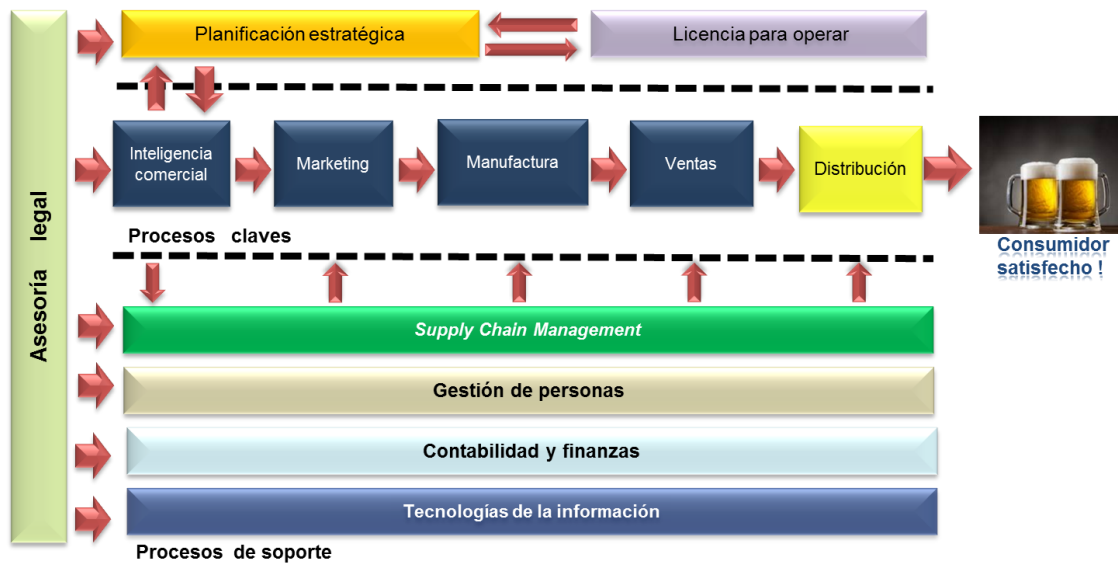 Planificación estratégica
Licencia para operar
Asesoría legal
Inteligencia
comercial
Marketing
Manufactura
Ventas
Distribución
Procesos claves
Consumidor
satisfecho !
Supply Chain Management
Gestión de personas
Contabilidad y finanzas
Tecnologías de la información
Procesos de soporte